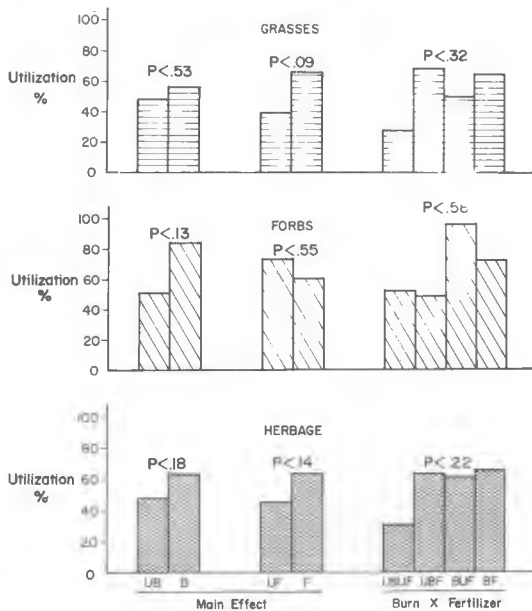 GRASSES
100
80
60
40
20
0
Utilization
%
P<.53
P<.09
P<.32
FORBS
100
80
60
40
20
0
Utilization
%
P<.13
P<.55
P<.56
HERBAGE
100
80
60
40
20
0
Utilization
%
P<.18
P<.14
P<.22
UB B UF F UBUF UBF BUF BF
Main Effect Burn X Fertilizer